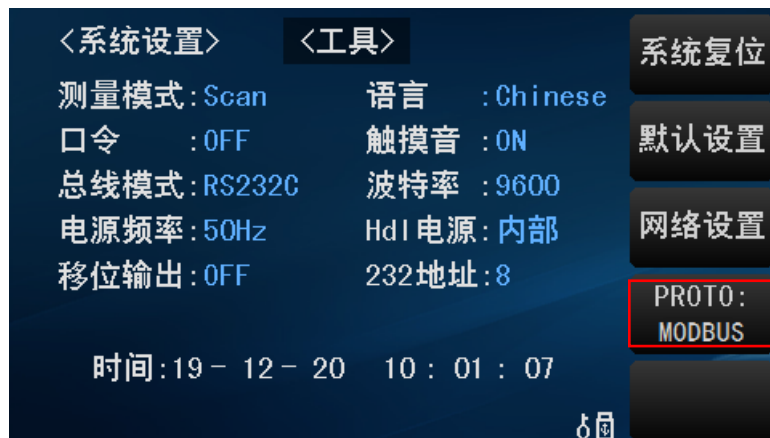 <系统设置> <工具>
测量模式:Scan 语言 :Chinese
口令 :OFF 触摸音 :ON
总线模式:RS232C 波特率 :9600
电源频率:50Hz Hdl电源:内部
移位输出:OFF 232地址:8
时间:19- 12- 20 10: 01: 07
系统复位
默认设置
网络设置
PROTO:
MODBUS